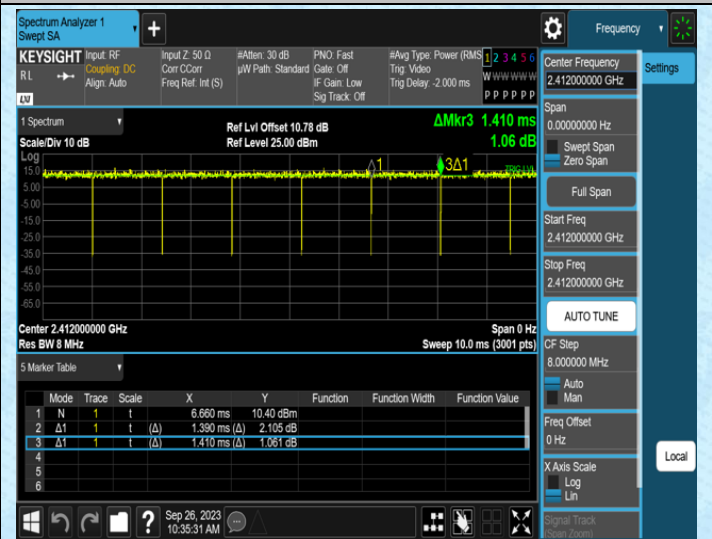 Spectrum Analyzer 1
Swept SA
+
Frequency
KEYSIGHT
RL
LXI
Input: RF
Coupling: DC
Align: Auto
Input Z: 50 Ω
Corr CCorr
Freq Ref: Int (S)
#Atten: 30 dB
µW Path: Standard
PNO: Fast
Gate: Off
IF Gain: Low
Sig Track: Off
#Avg Type: Power (RMS
Trig: Video
Trig Delay: -2.000 ms
1 2 3 4 5 6
W W W W W W
P P P P P P
Center Frequency
2.412000000 GHz
Settings
Span
0.00000000 Hz
Swept Span
Zero Span
Full Span
Start Freq
2.412000000 GHz
Stop Freq
2.412000000 GHz
AUTO TUNE
CF Step
8.000000 MHz
Auto
Man
Freq Offset
0 Hz
X Axis Scale
Log
Lin
Signal Track
(Span Zoom)
Local
1 Spectrum
Scale/Div 10 dB
Ref Lvl Offset 10.78 dB
Ref Level 25.00 dBm
ΔMkr3 1.410 ms
1.06 dB
Log
15.0
5.00
-5.00
-15.0
-25.0
-35.0
-45.0
-55.0
-65.0
1
3Δ1
TRIG LVL
Center 2.412000000 GHz
Span 0 Hz
Res BW 8 MHz
Sweep 10.0 ms (3001 pts)
5 Marker Table
Mode Trace Scale X Y Function Function Width Function Value
1 N 1 t 6.660 ms 10.40 dBm
2 Δ1 1 t (Δ) 1.390 ms (Δ) 2.105 dB
3 Δ1 1 t (Δ) 1.410 ms (Δ) 1.061 dB
4
5
6
?
Sep 26, 2023
10:35:31 AM